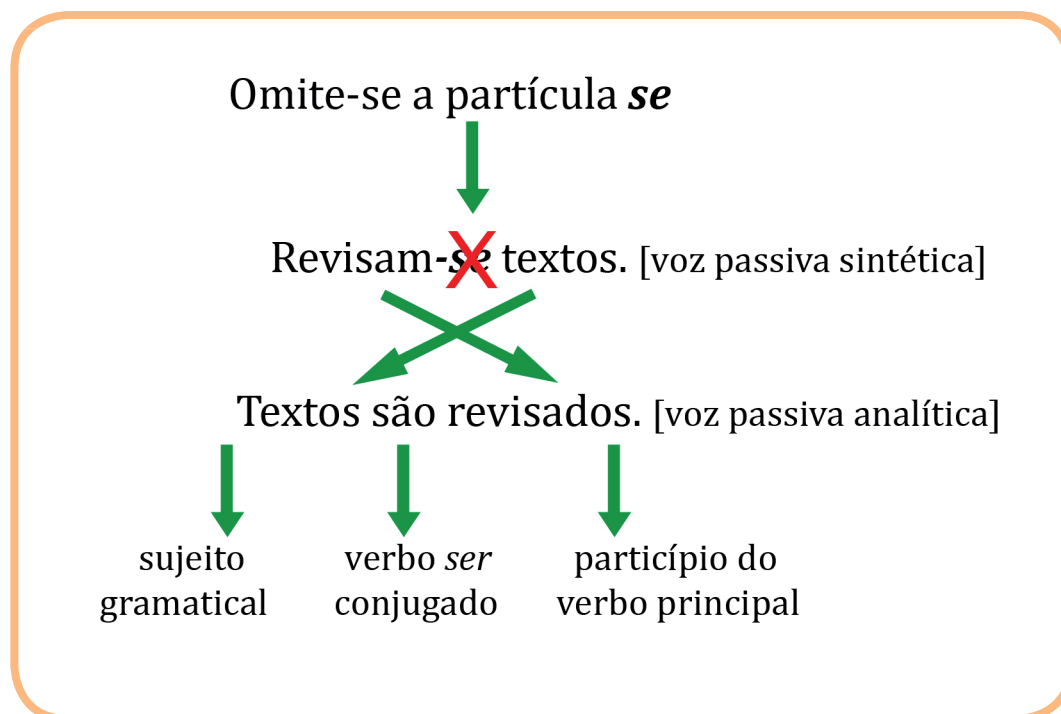 Omite-se a partícula se
Revisam-se textos. [voz passiva sintética]
Textos são revisados. [voz passiva analítica]
sujeito verbo ser particípio do
gramatical conjugado verbo principal